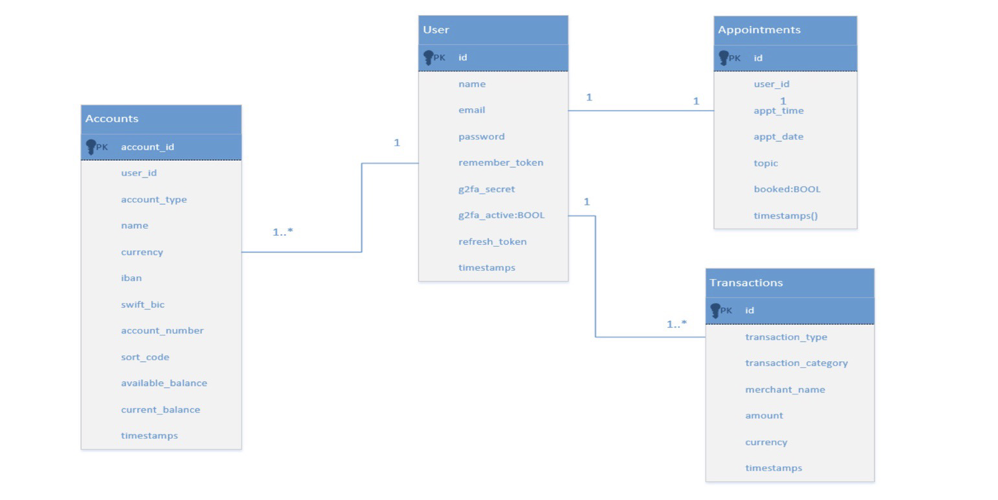 Accounts
PK account_id
user_id
account_type
name
currency
iban
swift_bic
account_number
sort_code
available_balance
current_balance
timestamps
1..*
1
User
PK id
name
email
password
remember_token
g2fa_secret
g2fa_active:BOOL
refresh_token
timestamps
1
1
1
1..*
Appointments
PK id
user_id
1
appt_time
appt_date
topic
booked:BOOL
timestamps()
Transactions
PK id
transaction_type
transaction_category
merchant_name
amount
currency
timestamps